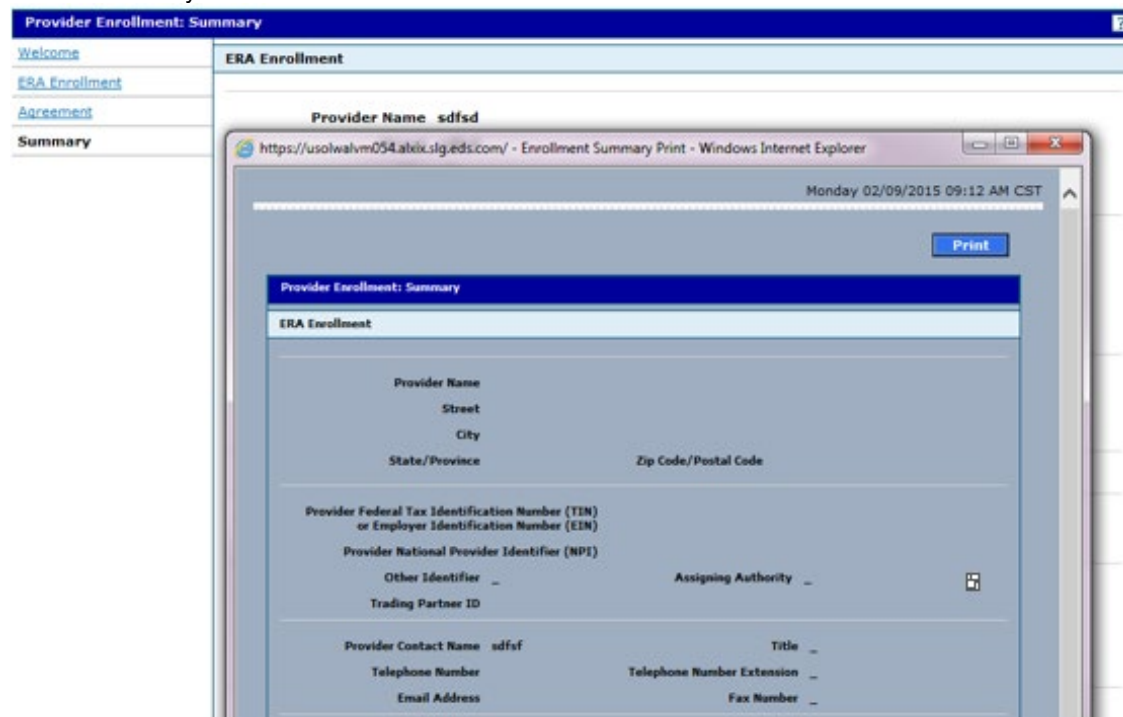 Provider Enrollment: Summary ?
Welcome
ERA Enrollment
ERA Enrollment
Agreement
Provider Name sdfsd
Summary
https://usolwalvm054.alxix.slg.eds.com/ - Enrollment Summary Print - Windows Internet Explorer
Monday 02/09/2015 09:12 AM CST
Print
Provider Enrollment: Summary
ERA Enrollment
Provider Name
Street
City
State/Province Zip Code/Postal Code
Provider Federal Tax Identification Number (TIN)
or Employer Identification Number (EIN)
Provider National Provider Identifier (NPI)
Other Identifier _ Assigning Authority _
Trading Partner ID
Provider Contact Name sdfsf Title _
Telephone Number Telephone Number Extension _
Email Address Fax Number _